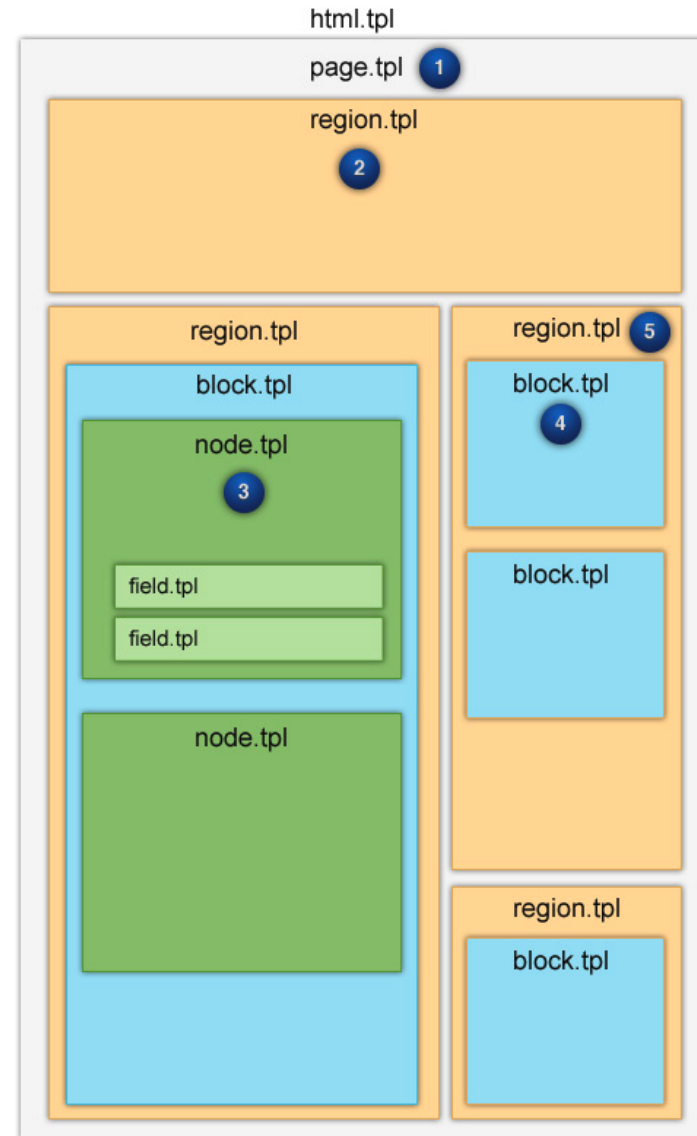 html.tpl
page.tpl 1
region.tpl
2
region.tpl
block.tpl
node.tpl
3
field.tpl
field.tpl
node.tpl
region.tpl 5
block.tpl
4
block.tpl
region.tpl
block.tpl